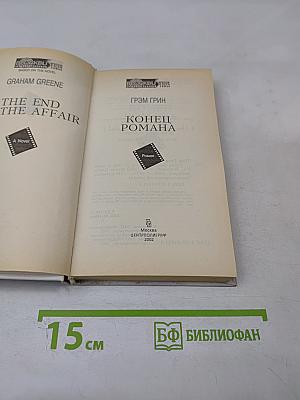 BASED ON THE NOVEL
GRAHAM GREENE
THE END
THE AFFAIR
A Novel
ГРЭМ ГРИН
КОНЕЦ
РОМАНА
Роман
Москва
ЦЕНТРПОЛИГРАФ
2002
15 см
БФ БИБЛИОФАН